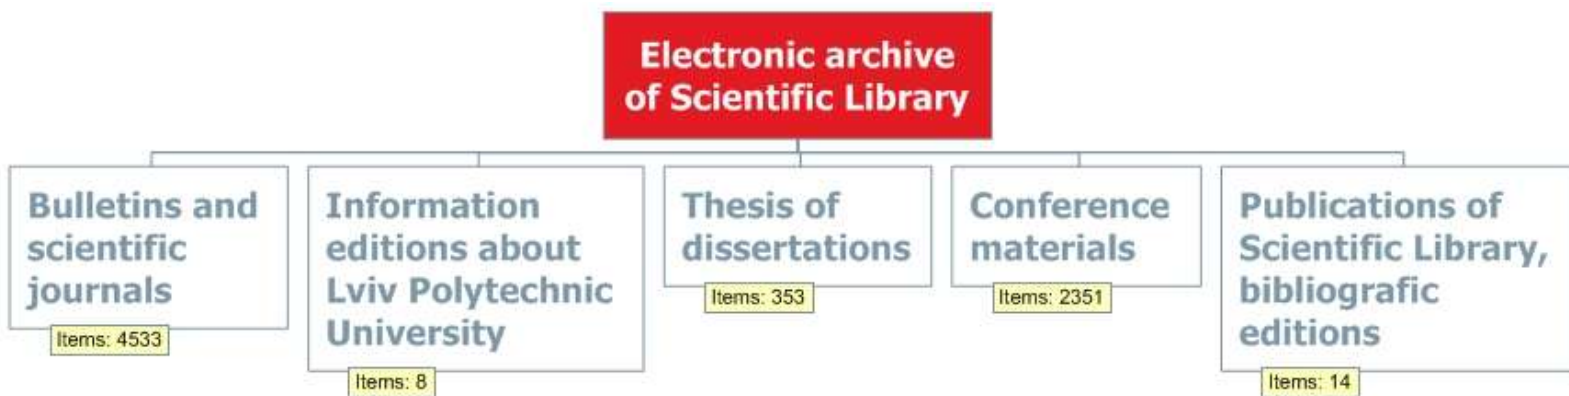 Electronic archive
of Scientific Library
Bulletins and
scientific
journals
Items: 4533
Information
editions about
Lviv Polytechnic
University
Items: 8
Thesis of
dissertations
Items: 353
Conference
materials
Items: 2351
Publications of
Scientific Library,
bibliografic
editions
Items: 14